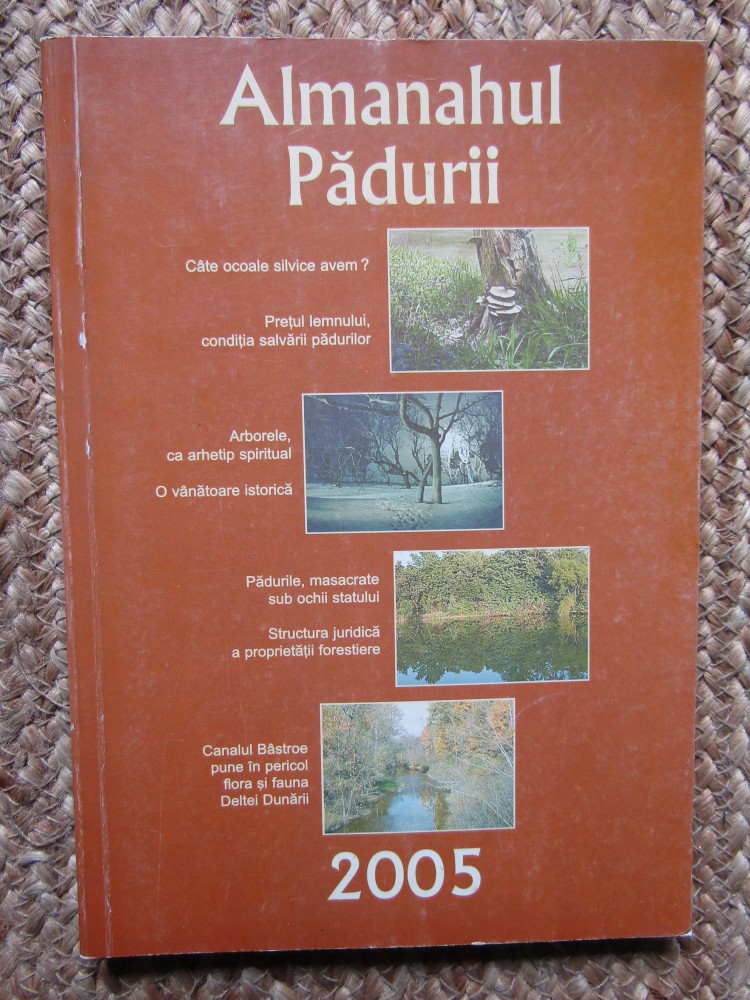 Almanahul
Pădurii
Câte ocoale silvice avem ?
Prețul lemnului,
condiția salvării pădurilor
Arborele,
ca arhetip spiritual
O vânătoare istorică
Pădurile, masacrate
sub ochii statului
Structura juridică
a proprietății forestiere
Canalul Bâstroe
pune în pericol
flora și fauna
Deltei Dunării
2005